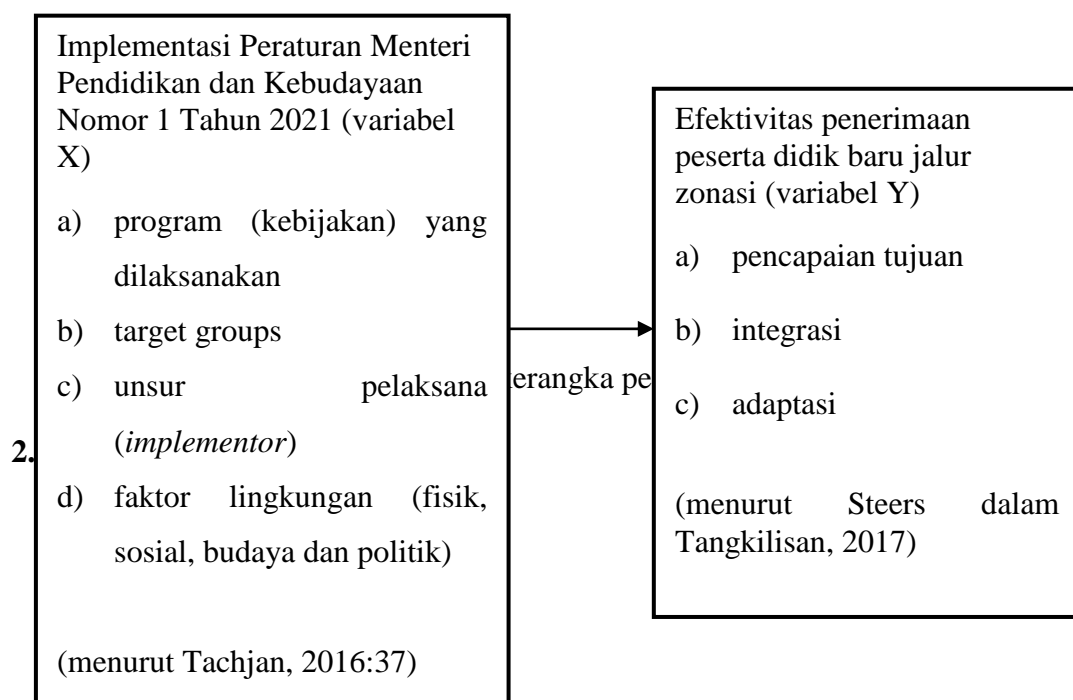 Implementasi Peraturan Menteri
Pendidikan dan Kebudayaan
Nomor 1 Tahun 2021 (variabel
X)
a) program (kebijakan) yang
dilaksanakan
b) target groups
c) unsur pelaksana
(implementor)
d) faktor lingkungan (fisik,
sosial, budaya dan politik)
(menurut Tachjan, 2016:37)
2.
erangka pe
Efektivitas penerimaan
peserta didik baru jalur
zonasi (variabel Y)
a) pencapaian tujuan
b) integrasi
c) adaptasi
(menurut Steers dalam
Tangkilisan, 2017)